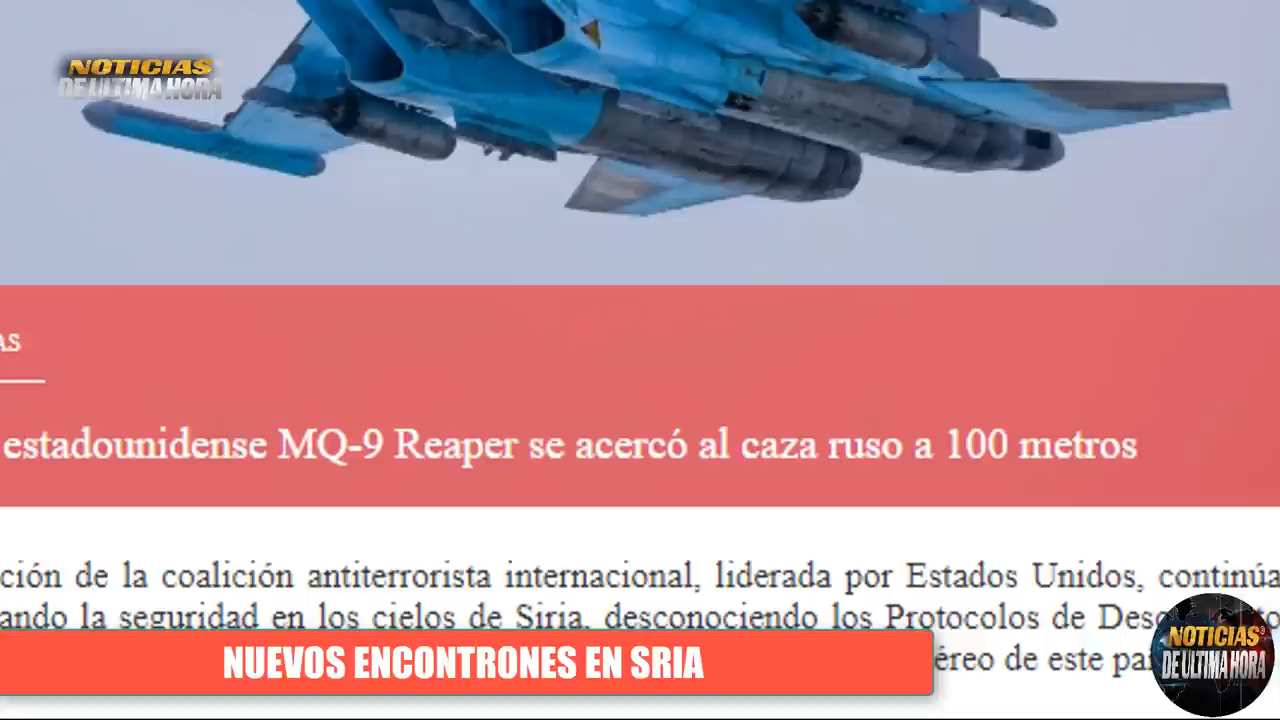 NOTICIAS
DE ULTIMA HORA
AS
estadounidense MQ-9 Reaper se acercó al caza ruso a 100 metros
ción de la coalición antiterrorista internacional, liderada por Estados Unidos, continúa
ando la seguridad en los cielos de Siria, desconociendo los Protocolos de
éreo de este
NUEVOS ENCONTRONES EN SRIA
NOTICIAS
DE ULTIMA HORA